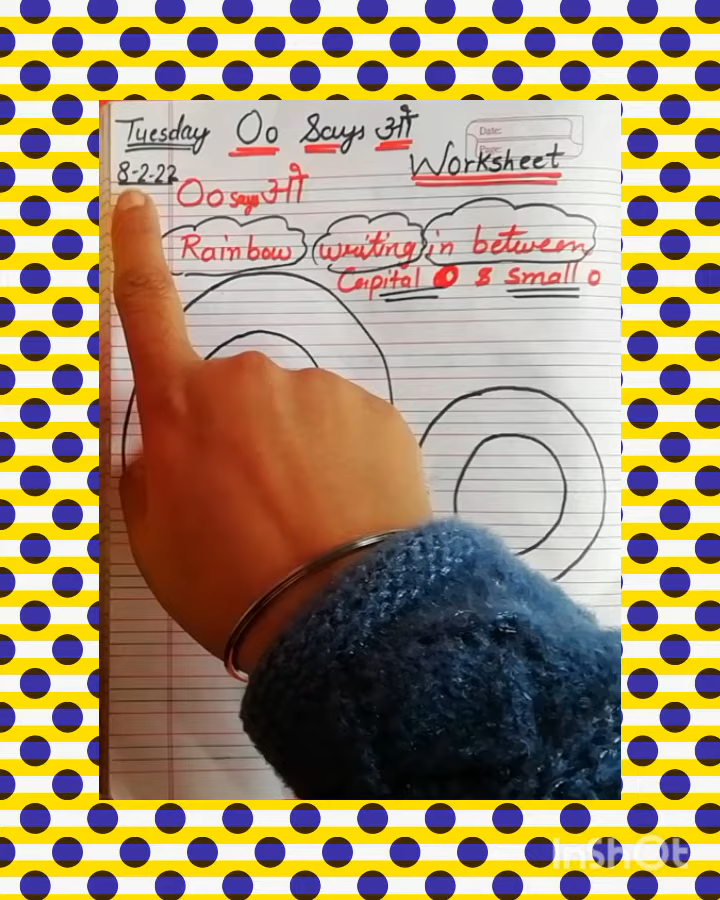 Tuesday Oo Says ओ
Date:
Page:
8-2-22
Worksheet
Oo says ओ
Rainbow writing in between
Capital O & Small o
InShOt